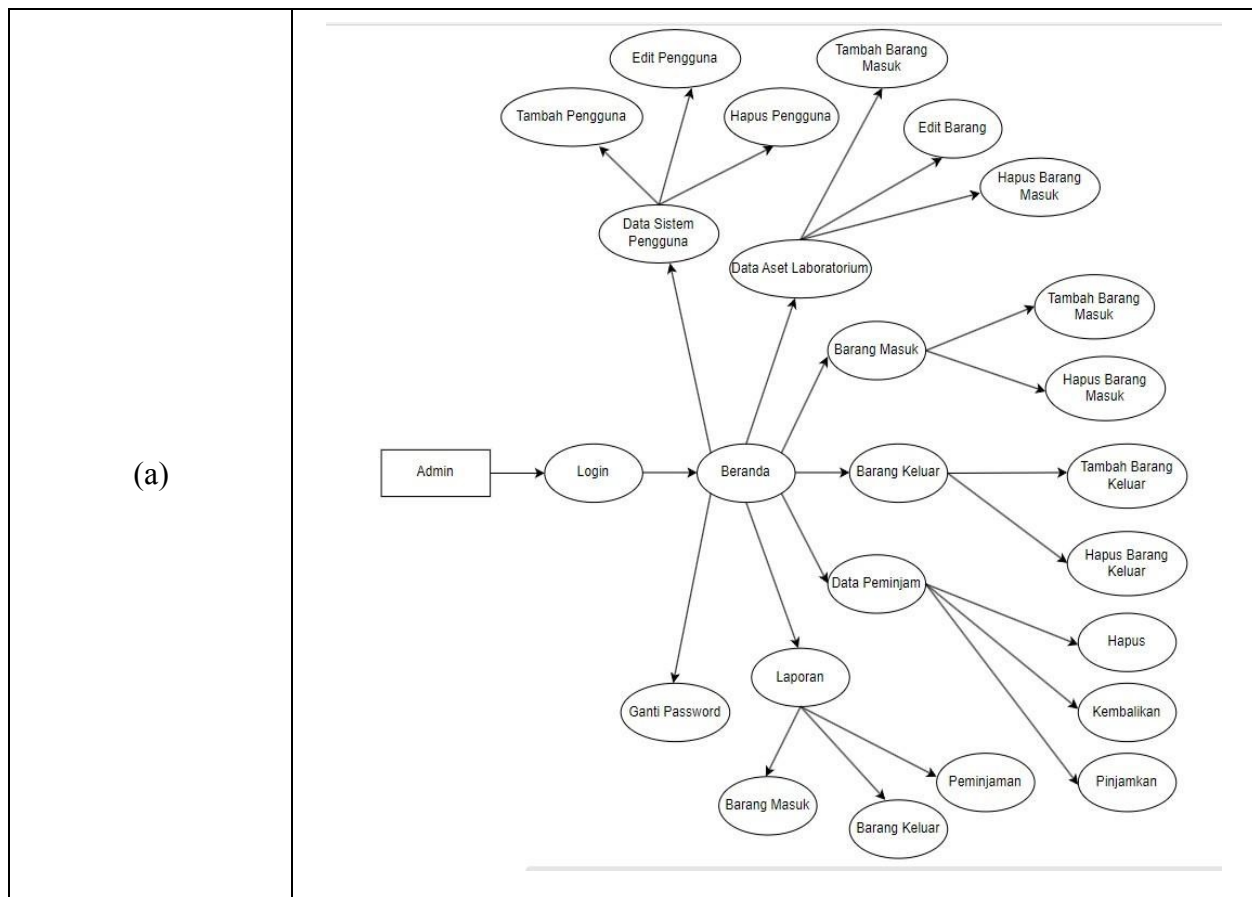 (a)
Edit Pengguna
Tambah Barang
Masuk
Tambah Pengguna
Hapus Pengguna
Edit Barang
Hapus Barang
Masuk
Data Sistem
Pengguna
Data Aset Laboratorium
Tambah Barang
Masuk
Barang Masuk
Hapus Barang
Masuk
Admin
Login
Beranda
Barang Keluar
Tambah Barang
Keluar
Hapus Barang
Keluar
Data Peminjam
Hapus
Laporan
Ganti Password
Kembalikan
Peminjaman
Pinjamkan
Barang Masuk
Barang Keluar